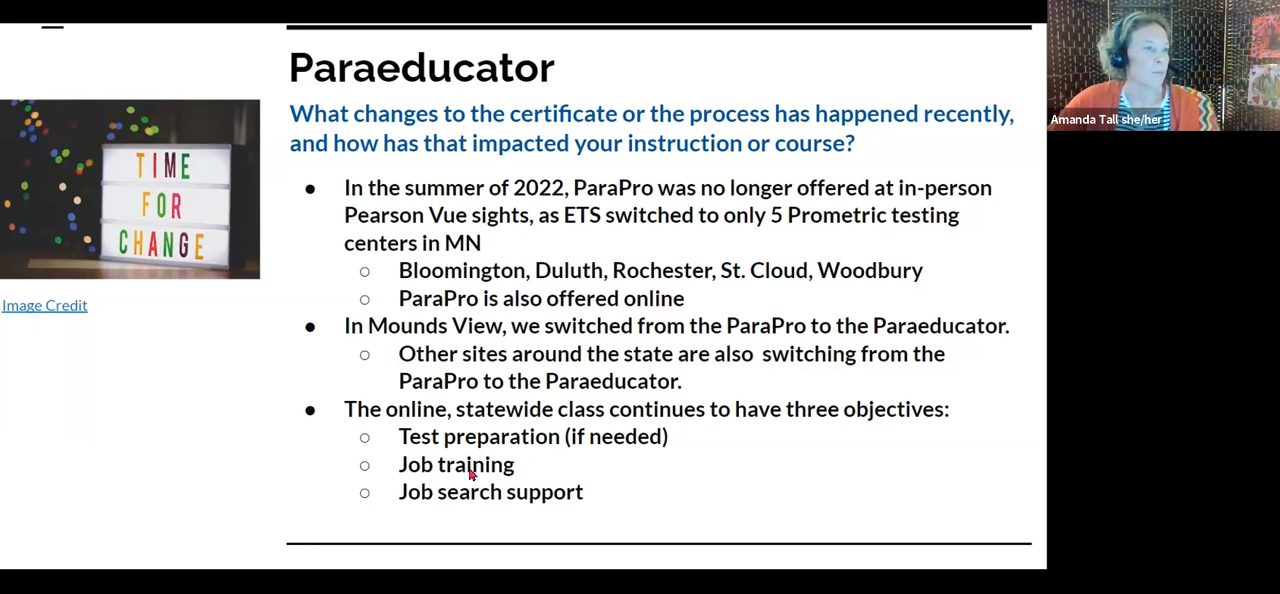 Paraeducator
What changes to the certificate or the process has happened recently,
and how has that impacted your instruction or course?
● In the summer of 2022, ParaPro was no longer offered at in-person
Pearson Vue sights, as ETS switched to only 5 Prometric testing
centers in MN
○ Bloomington, Duluth, Rochester, St. Cloud, Woodbury
○ ParaPro is also offered online
● In Mounds View, we switched from the ParaPro to the Paraeducator.
○ Other sites around the state are also switching from the
ParaPro to the Paraeducator.
● The online, statewide class continues to have three objectives:
○ Test preparation (if needed)
○ Job training
○ Job search support
TIME
FOR
CHANGE
Image Credit
Amanda Tall she/her